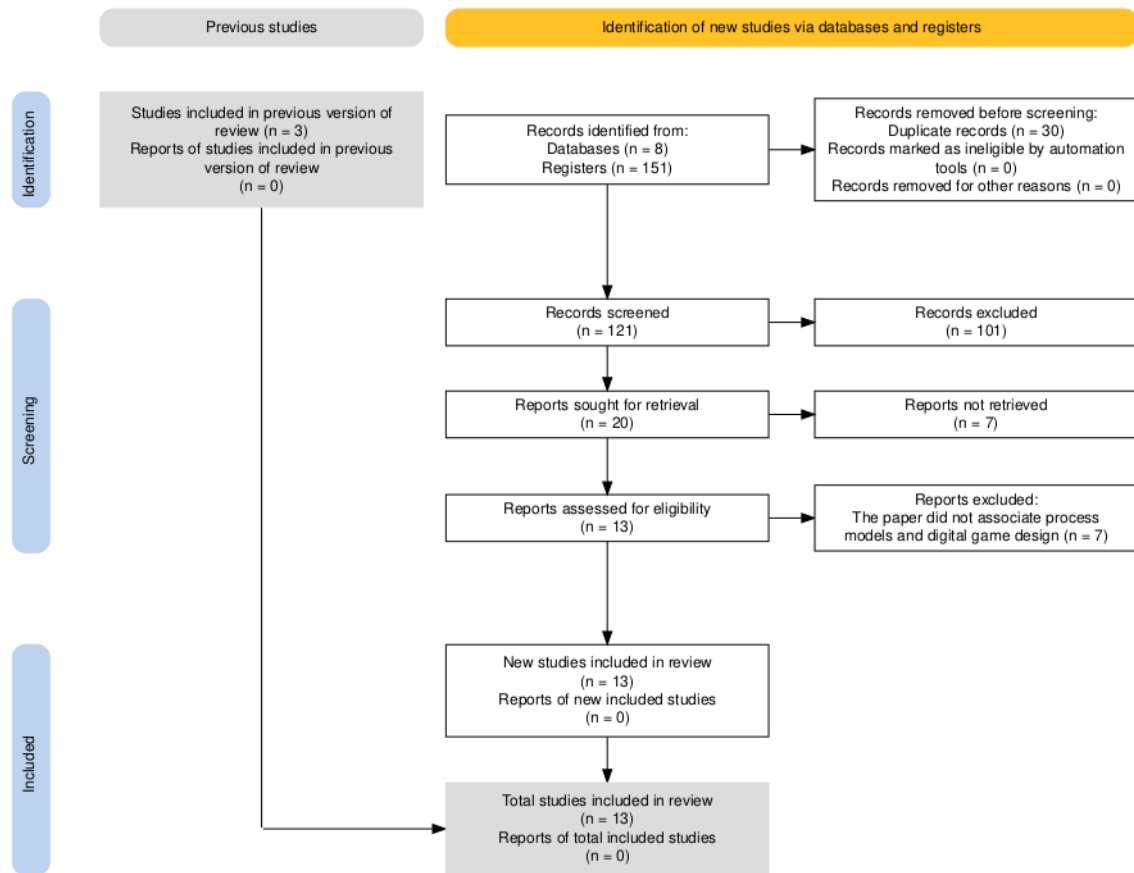 Previous studies
Identification of new studies via databases and registers
Identification
Studies included in previous version of
review (n = 3)
Reports of studies included in previous
version of review
(n = 0)
Records identified from:
Databases (n = 8)
Registers (n = 151)
Records removed before screening:
Duplicate records (n = 30)
Records marked as ineligible by automation
tools (n = 0)
Records removed for other reasons (n = 0)
Screening
Records screened
(n = 121)
Records excluded
(n = 101)
Reports sought for retrieval
(n = 20)
Reports not retrieved
(n = 7)
Reports assessed for eligibility
(n = 13)
Reports excluded:
The paper did not associate process
models and digital game design (n = 7)
Included
New studies included in review
(n = 13)
Reports of new included studies
(n = 0)
Total studies included in review
(n = 13)
Reports of total included studies
(n = 0)